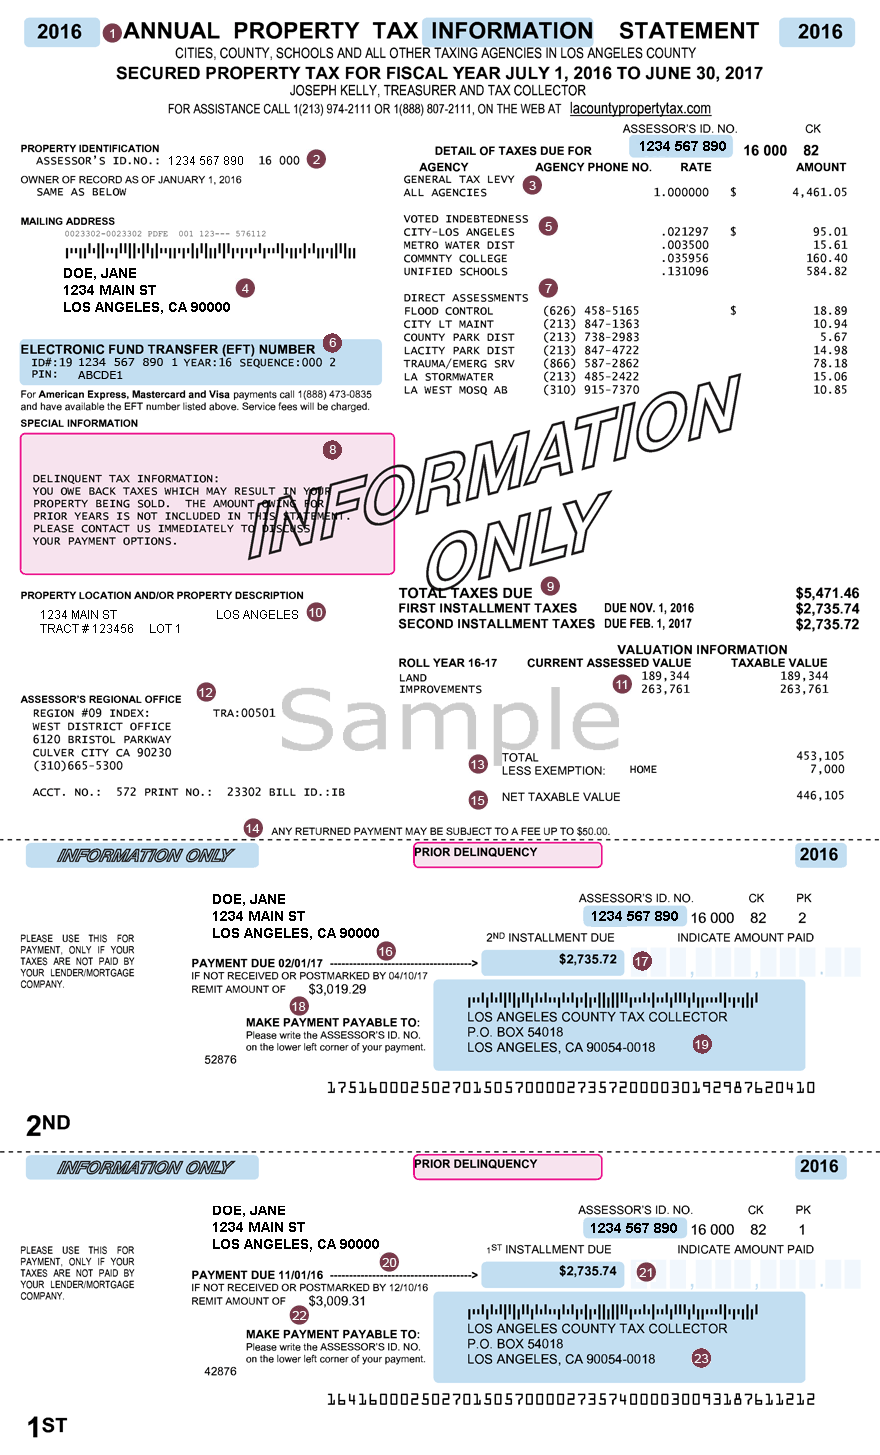 2016 1 ANNUAL PROPERTY TAX INFORMATION STATEMENT 2016
CITIES, COUNTY, SCHOOLS AND ALL OTHER TAXING AGENCIES IN LOS ANGELES COUNTY
SECURED PROPERTY TAX FOR FISCAL YEAR JULY 1, 2016 TO JUNE 30, 2017
JOSEPH KELLY, TREASURER AND TAX COLLECTOR
FOR ASSISTANCE CALL 1(213) 974-2111 OR 1(888) 807-2111, ON THE WEB AT lacountypropertytax.com
PROPERTY IDENTIFICATION
ASSESSOR'S ID.NO.: 1234 567 890 16 000 2
OWNER OF RECORD AS OF JANUARY 1, 2016
SAME AS BELOW
MAILING ADDRESS
0023302-0023302 PDFE 001 123--- 576112
DOE, JANE
1234 MAIN ST 4
LOS ANGELES, CA 90000
6
ELECTRONIC FUND TRANSFER (EFT) NUMBER
ID#:19 1234 567 890 1 YEAR:16 SEQUENCE:000 2
PIN: ABCDE1
For American Express, Mastercard and Visa payments call 1(888) 473-0835
and have available the EFT number listed above. Service fees will be charged.
SPECIAL INFORMATION
8
DELINQUENT TAX INFORMATION:
YOU OWE BACK TAXES WHICH MAY RESULT IN YOUR
PROPERTY BEING SOLD. THE AMOUNT OWING FOR
PRIOR YEARS IS NOT INCLUDED IN THIS STATEMENT.
PLEASE CONTACT US IMMEDIATELY TO DISCUSS
YOUR PAYMENT OPTIONS.
ASSESSOR'S ID. NO. CK
DETAIL OF TAXES DUE FOR 1234 567 890 16 000 82
AGENCY AGENCY PHONE NO. RATE AMOUNT
GENERAL TAX LEVY 3
ALL AGENCIES 1.000000 $ 4,461.05
VOTED INDEBTEDNESS 5
CITY-LOS ANGELES .021297 $ 95.01
METRO WATER DIST .003500 15.61
COMMNTY COLLEGE .035956 160.40
UNIFIED SCHOOLS .131096 584.82
7
DIRECT ASSESSMENTS
FLOOD CONTROL (626) 458-5165 $ 18.89
CITY LT MAINT (213) 847-1363 10.94
COUNTY PARK DIST (213) 738-2983 5.67
LACITY PARK DIST (213) 847-4722 14.98
TRAUMA/EMERG SRV (866) 587-2862 78.18
LA STORMWATER (213) 485-2422 15.06
LA WEST MOSQ AB (310) 915-7370 10.85
INFORMATION
ONLY
PROPERTY LOCATION AND/OR PROPERTY DESCRIPTION
1234 MAIN ST LOS ANGELES 10
TRACT # 123456 LOT 1
TOTAL TAXES DUE 9 $5,471.46
FIRST INSTALLMENT TAXES DUE NOV. 1, 2016 $2,735.74
SECOND INSTALLMENT TAXES DUE FEB. 1, 2017 $2,735.72
VALUATION INFORMATION
ROLL YEAR 16-17 CURRENT ASSESSED VALUE TAXABLE VALUE
LAND 189,344 189,344
IMPROVEMENTS 11 263,761 263,761
Sample
12
ASSESSOR'S REGIONAL OFFICE
REGION #09 INDEX: TRA:00501
WEST DISTRICT OFFICE
6120 BRISTOL PARKWAY
CULVER CITY CA 90230
(310)665-5300
ACCT. NO.: 572 PRINT NO.: 23302 BILL ID.:IB
13 TOTAL 453,105
LESS EXEMPTION: HOME 7,000
15 NET TAXABLE VALUE 446,105
14 ANY RETURNED PAYMENT MAY BE SUBJECT TO A FEE UP TO $50.00.
INFORMATION ONLY PRIOR DELINQUENCY 2016
DOE, JANE
1234 MAIN ST
LOS ANGELES, CA 90000
ASSESSOR'S ID. NO. CK PK
1234 567 890 16 000 82 2
PLEASE USE THIS FOR
PAYMENT, ONLY IF YOUR
TAXES ARE NOT PAID BY
YOUR LENDER/MORTGAGE
COMPANY.
2ND INSTALLMENT DUE INDICATE AMOUNT PAID
16
PAYMENT DUE 02/01/17 ------------------------------------> $2,735.72 17
IF NOT RECEIVED OR POSTMARKED BY 04/10/17
REMIT AMOUNT OF $3,019.29
18
MAKE PAYMENT PAYABLE TO:
Please write the ASSESSOR'S ID. NO.
on the lower left corner of your payment.
52876
LOS ANGELES COUNTY TAX COLLECTOR
P.O. BOX 54018
LOS ANGELES, CA 90054-0018 19
175160002502701505700000273572000030192987620410
2ND
INFORMATION ONLY PRIOR DELINQUENCY 2016
DOE, JANE
1234 MAIN ST
LOS ANGELES, CA 90000
ASSESSOR'S ID. NO. CK PK
1234 567 890 16 000 82 1
PLEASE USE THIS FOR
PAYMENT, ONLY IF YOUR
TAXES ARE NOT PAID BY
YOUR LENDER/MORTGAGE
COMPANY.
1ST INSTALLMENT DUE INDICATE AMOUNT PAID
20
PAYMENT DUE 11/01/16 ------------------------------------> $2,735.74 21
IF NOT RECEIVED OR POSTMARKED BY 12/10/16
REMIT AMOUNT OF $3,009.31
22
MAKE PAYMENT PAYABLE TO:
Please write the ASSESSOR'S ID. NO.
on the lower left corner of your payment.
42876
LOS ANGELES COUNTY TAX COLLECTOR
P.O. BOX 54018
LOS ANGELES, CA 90054-0018 23
164160002502701505700000273574000030093187611212
1ST